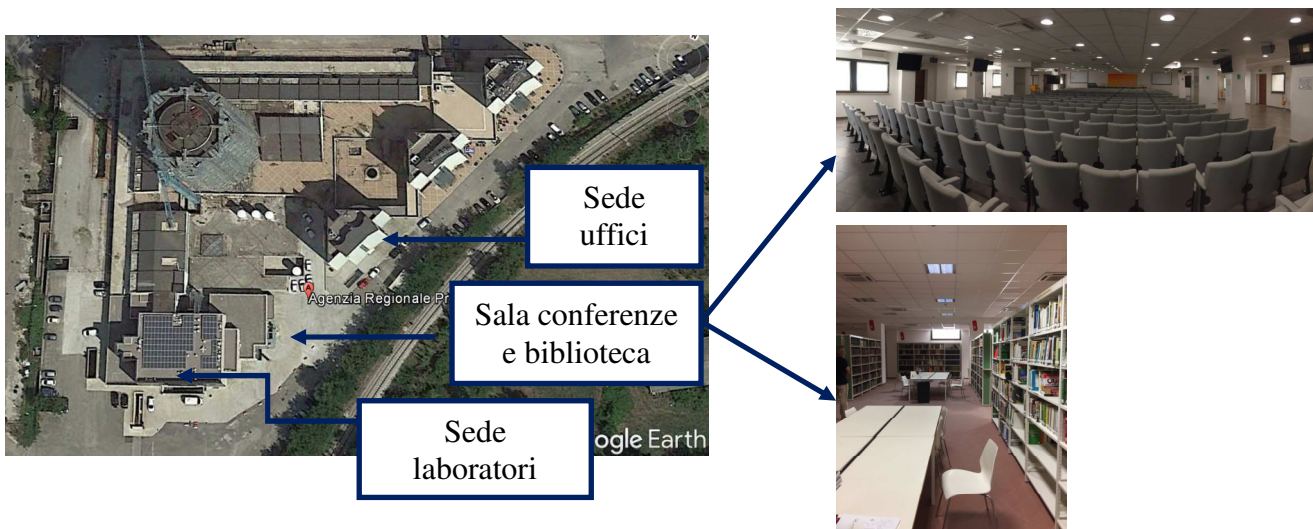 Sede
uffici
Agenzia Regionale Pr
Sala conferenze
e biblioteca
Sede
laboratori
ogle Earth